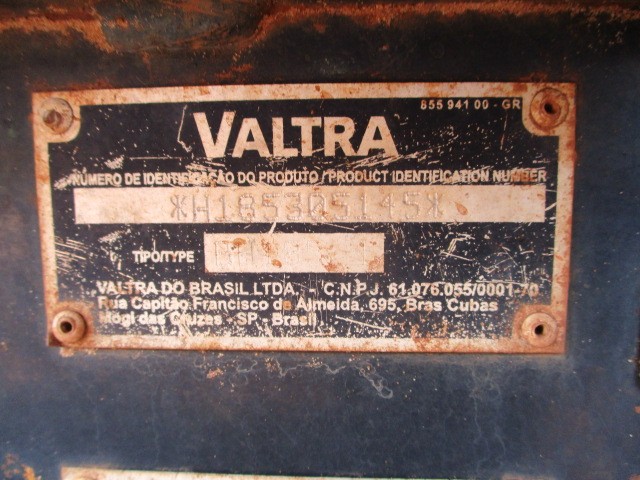 855 941 00 - GR
VALTRA
NÚMERO DE IDENTIFICAÇÃO DO PRODUTO / PRODUCT IDENTIFICATION NUMBER
*H185305145*
TIPO/TYPE
VALTRA DO BRASIL LTDA. - C.N.P.J. 61.076.055/0001-70
Rua Capitão Francisco de Almeida, 695, Bras Cubas
Mogi das Cruzes - SP - Brasil